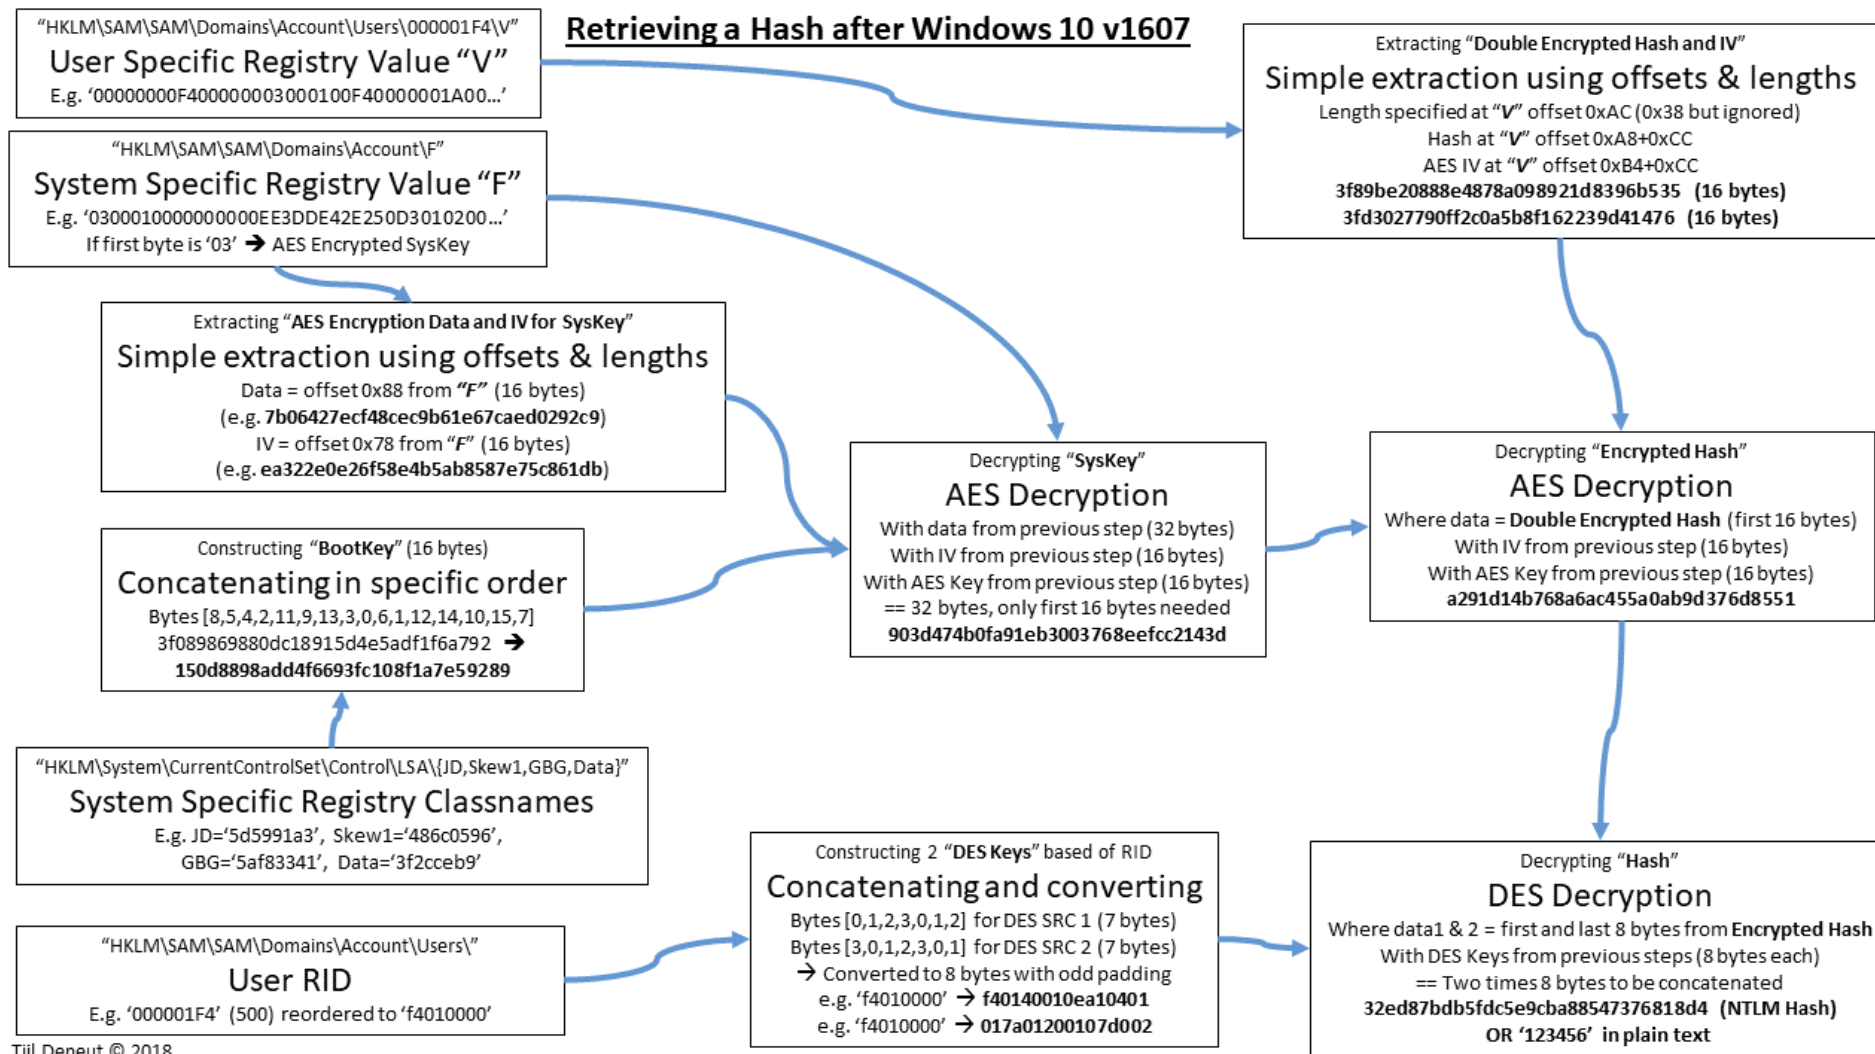 Retrieving a Hash after Windows 10 v1607
“HKLM\SAM\SAM\Domains\Account\Users\000001F4\V”
User Specific Registry Value “V”
E.g. ‘00000000F400000003000100F40000001A00…’
“HKLM\SAM\SAM\Domains\Account\F”
System Specific Registry Value “F”
E.g. ‘0300010000000000EE3DDE42E250D3010200…’
If first byte is ‘03’ ➔ AES Encrypted SysKey
Extracting “Double Encrypted Hash and IV”
Simple extraction using offsets & lengths
Length specified at “V” offset 0xAC (0x38 but ignored)
Hash at “V” offset 0xA8+0xCC
AES IV at “V” offset 0xB4+0xCC
3f89be20888e4878a098921d8396b535 (16 bytes)
3fd3027790ff2c0a5b8f162239d41476 (16 bytes)
Extracting “AES Encryption Data and IV for SysKey”
Simple extraction using offsets & lengths
Data = offset 0x88 from “F” (16 bytes)
(e.g. 7b06427ecf48cec9b61e67caed0292c9)
IV = offset 0x78 from “F” (16 bytes)
(e.g. ea322e0e26f58e4b5ab8587e75c861db)
Constructing “BootKey” (16 bytes)
Concatenating in specific order
Bytes [8,5,4,2,11,9,13,3,0,6,1,12,14,10,15,7]
3f089869880dc18915d4e5adf1f6a792 ➔
150d8898add4f6693fc108f1a7e59289
Decrypting “SysKey”
AES Decryption
With data from previous step (32 bytes)
With IV from previous step (16 bytes)
With AES Key from previous step (16 bytes)
== 32 bytes, only first 16 bytes needed
903d474b0fa91eb3003768eefcc2143d
Decrypting “Encrypted Hash”
AES Decryption
Where data = Double Encrypted Hash (first 16 bytes)
With IV from previous step (16 bytes)
With AES Key from previous step (16 bytes)
a291d14b768a6ac455a0ab9d376d8551
“HKLM\System\CurrentControlSet\Control\LSA\{JD,Skew1,GBG,Data}”
System Specific Registry Classnames
E.g. JD=‘5d5991a3’, Skew1=‘486c0596’,
GBG=‘5af83341’, Data=‘3f2cceb9’
“HKLM\SAM\SAM\Domains\Account\Users\”
User RID
E.g. ‘000001F4’ (500) reordered to ‘f4010000’
Constructing 2 “DES Keys” based of RID
Concatenating and converting
Bytes [0,1,2,3,0,1,2] for DES SRC 1 (7 bytes)
Bytes [3,0,1,2,3,0,1] for DES SRC 2 (7 bytes)
→ Converted to 8 bytes with odd padding
e.g. ‘f4010000’ → f40140010ea10401
e.g. ‘f4010000’ → 017a01200107d002
Decrypting “Hash”
DES Decryption
Where data1 & 2 = first and last 8 bytes from Encrypted Hash
With DES Keys from previous steps (8 bytes each)
== Two times 8 bytes to be concatenated
32ed87bdb5fdc5e9cba88547376818d4 (NTLM Hash)
OR ‘123456’ in plain text
Tijl Deneut © 2018